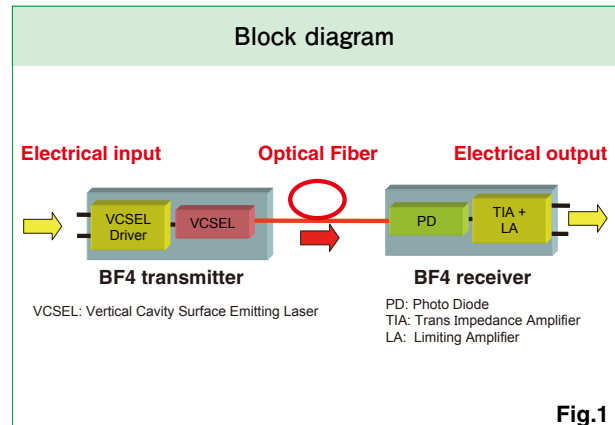 Block diagram
Electrical input
Optical Fiber
Electrical output
VCSEL
Driver
VCSEL
PD
TIA +
LA
BF4 transmitter
BF4 receiver
VCSEL: Vertical Cavity Surface Emitting Laser
PD: Photo Diode
TIA: Trans Impedance Amplifier
LA: Limiting Amplifier
Fig.1